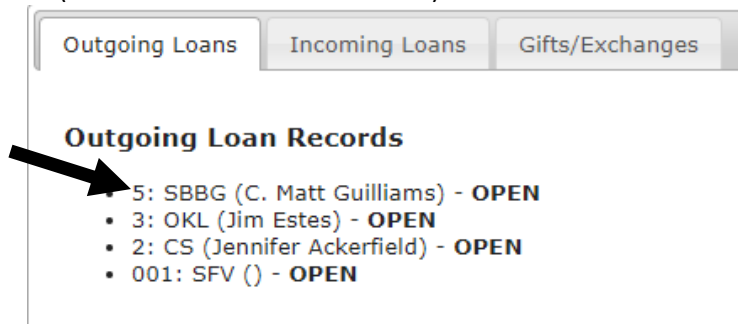 Outgoing Loans Incoming Loans Gifts/Exchanges
Outgoing Loan Records
• 5: SBBG (C. Matt Guilliams) - OPEN
• 3: OKL (Jim Estes) - OPEN
• 2: CS (Jennifer Ackerfield) - OPEN
• 001: SFV () - OPEN